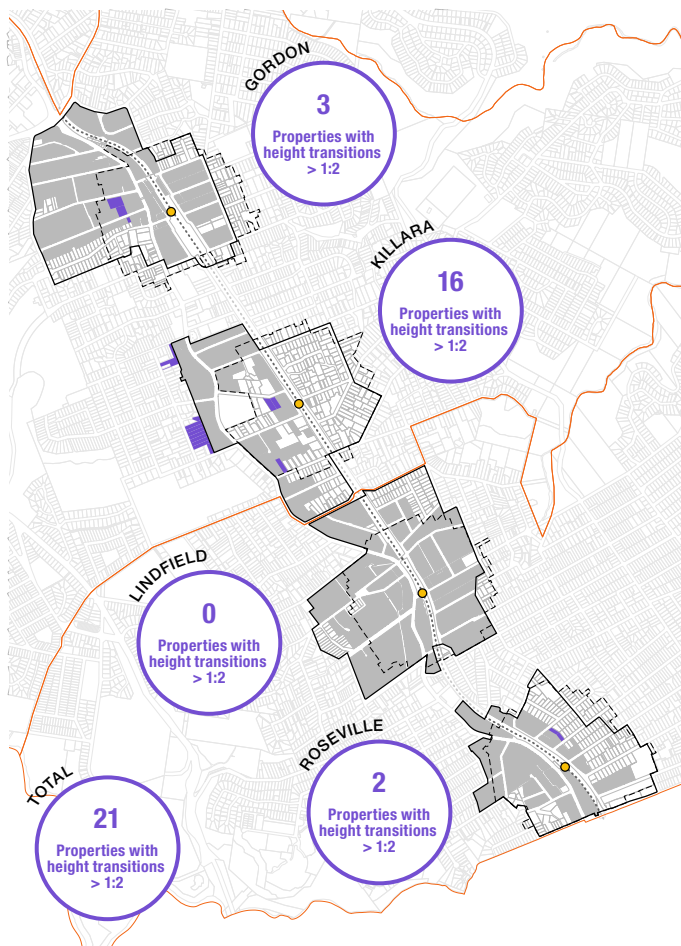 GORDON
3
Properties with
height transitions
> 1:2
KILLARA
16
Properties with
height transitions
> 1:2
LINDFIELD
0
Properties with
height transitions
> 1:2
ROSEVILLE
2
Properties with
height transitions
> 1:2
TOTAL
21
Properties with
height transitions
> 1:2